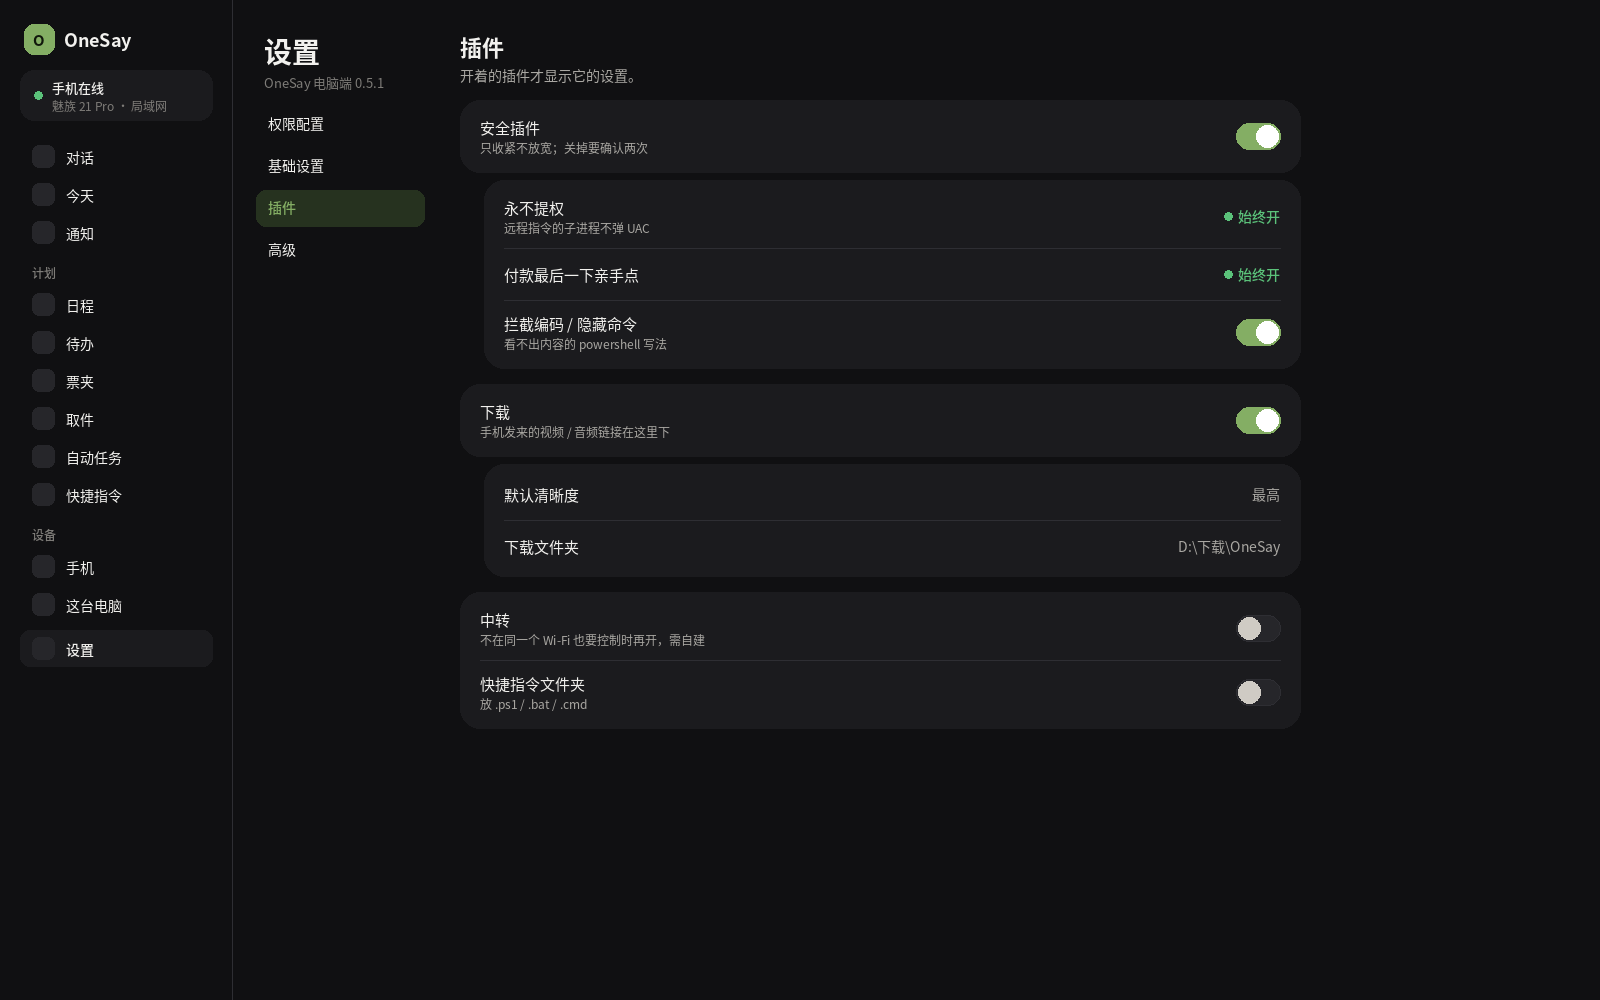 O OneSay
手机在线
魅族 21 Pro · 局域网
对话
今天
通知
计划
日程
待办
票夹
取件
自动任务
快捷指令
设备
手机
这台电脑
设置
设置
OneSay 电脑端 0.5.1
权限配置
基础设置
插件
高级
插件
开着的插件才显示它的设置。
安全插件
只收紧不放宽；关掉要确认两次
永不提权
远程指令的子进程不弹 UAC
始终开
付款最后一下亲手点
始终开
拦截编码 / 隐藏命令
看不出内容的 powershell 写法
下载
手机发来的视频 / 音频链接在这里下
默认清晰度
最高
下载文件夹
D:\下载\OneSay
中转
不在同一个 Wi-Fi 也要控制时再开，需自建
快捷指令文件夹
放 .ps1 / .bat / .cmd